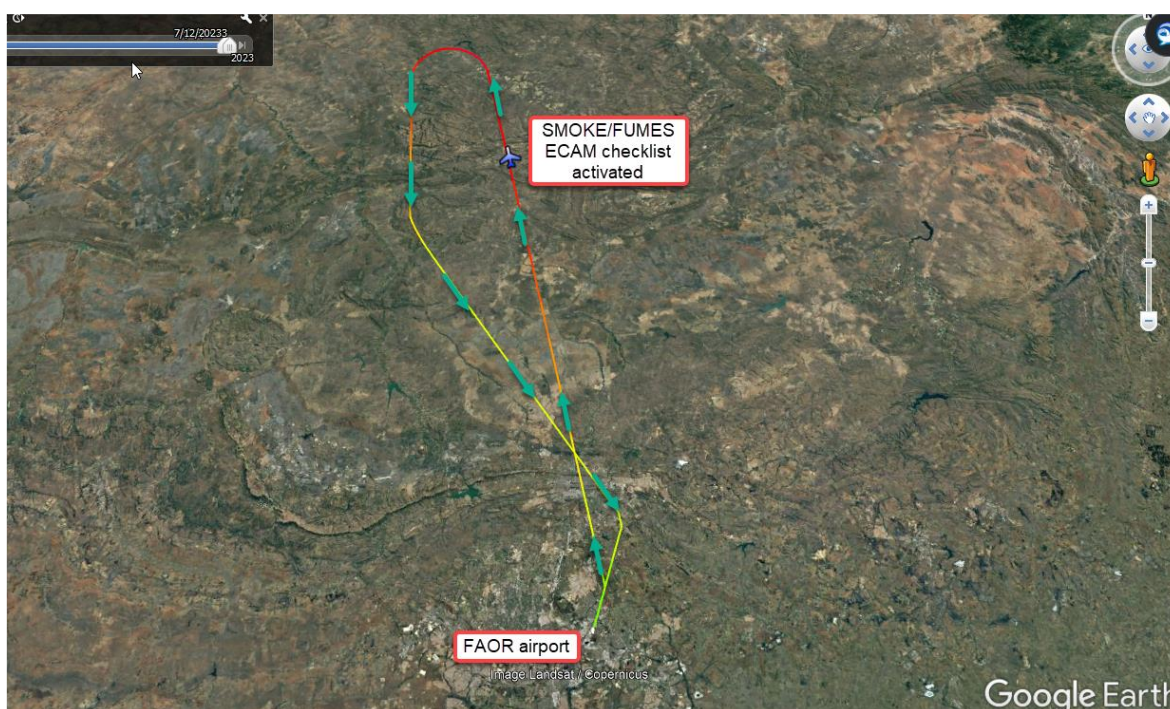 7/12/20233
2023
N
SMOKE/FUMES
ECAM checklist
activated
FAOR airport
Image Landsat / Copernicus
Google Earth